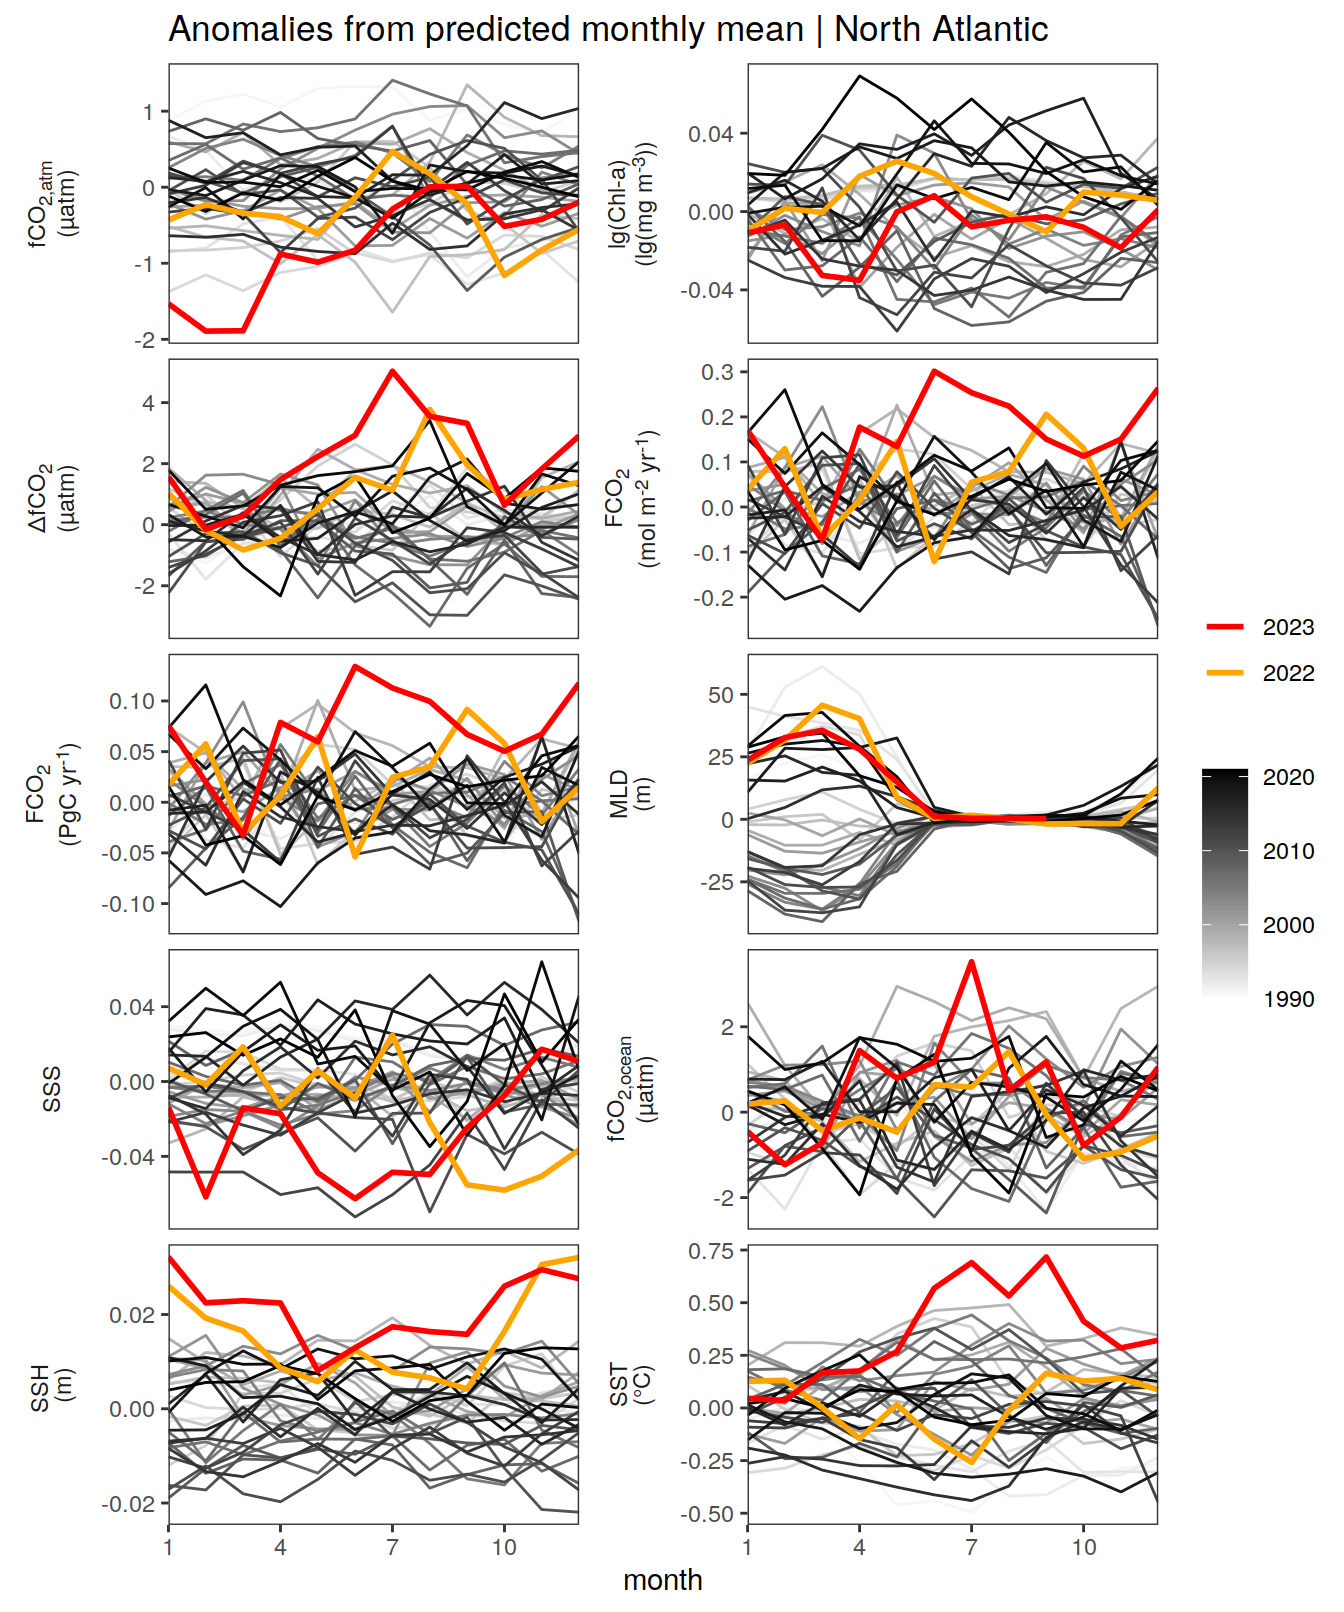 Anomalies from predicted monthly mean | North Atlantic
fCO2,atm
(µatm)
1
0
-1
-2
lg(Chl-a)
(lg(mg m-3))
0.04
0.00
-0.04
ΔfCO2
(µatm)
4
2
0
-2
FCO2
(mol m-2 yr-1)
0.3
0.2
0.1
0.0
-0.1
-0.2
FCO2
(PgC yr-1)
0.10
0.05
0.00
-0.05
-0.10
MLD
(m)
50
25
0
-25
SSS
0.04
0.00
-0.04
fCO2,ocean
(µatm)
2
0
-2
SSH
(m)
0.02
0.00
-0.02
SST
(°C)
0.75
0.50
0.25
0.00
-0.25
-0.50
1 4 7 10
1 4 7 10
month
2023
2022
2020
2010
2000
1990